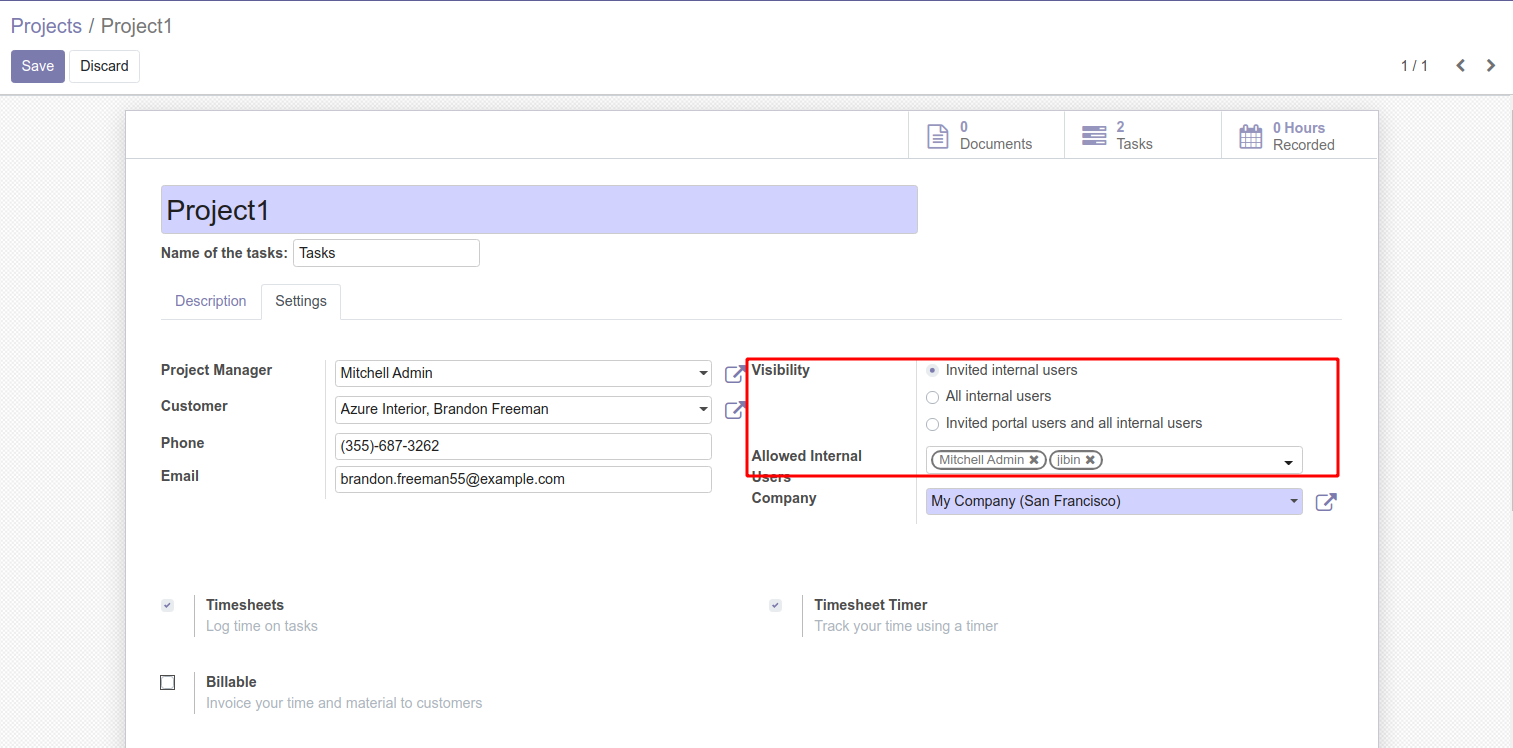 Projects / Project1
Save Discard
1 / 1
0
Documents
2
Tasks
0 Hours
Recorded
Project1
Name of the tasks: Tasks
Description Settings
Project Manager Mitchell Admin
Customer Azure Interior, Brandon Freeman
Phone (355)-687-3262
Email brandon.freeman55@example.com
Visibility Invited internal users
All internal users
Invited portal users and all internal users
Allowed Internal Users Mitchell Admin ✖ jibin ✖
Company My Company (San Francisco)
Timesheets
Log time on tasks
Timesheet Timer
Track your time using a timer
Billable
Invoice your time and material to customers